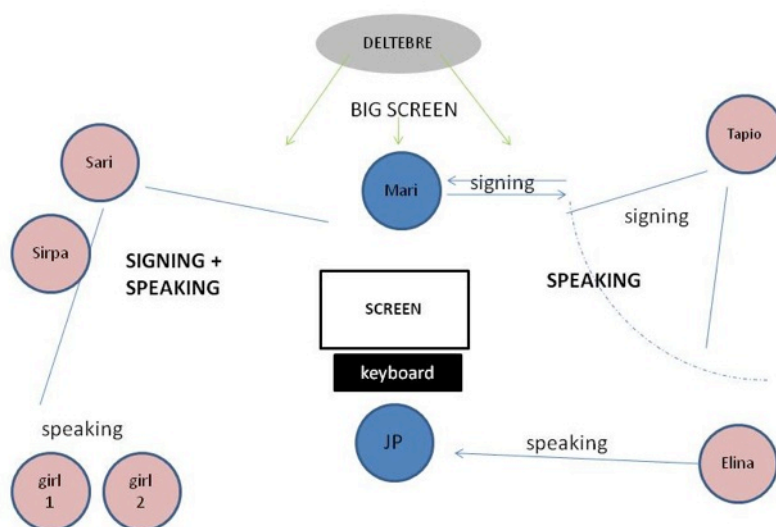 DELTEBRE
BIG SCREEN
Tapio
Sari
Mari
signing
signing
Sirpa
SIGNING +
SPEAKING
SPEAKING
SCREEN
keyboard
speaking
JP
speaking
girl
1
girl
2
Elina